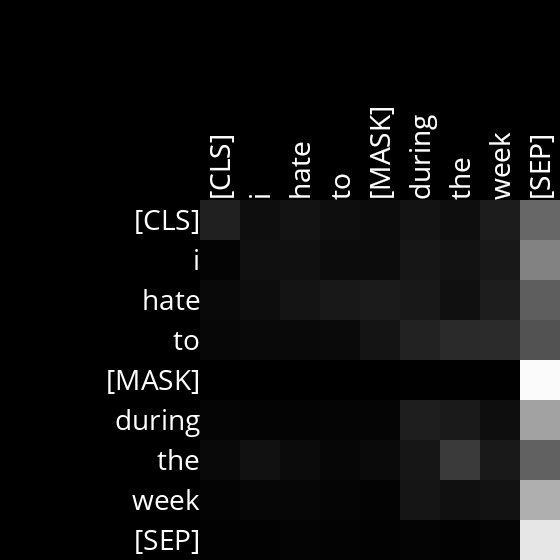 [CLS] i hate to [MASK] during the week [SEP]
[CLS]
i
hate
to
[MASK]
during
the
week
[SEP]